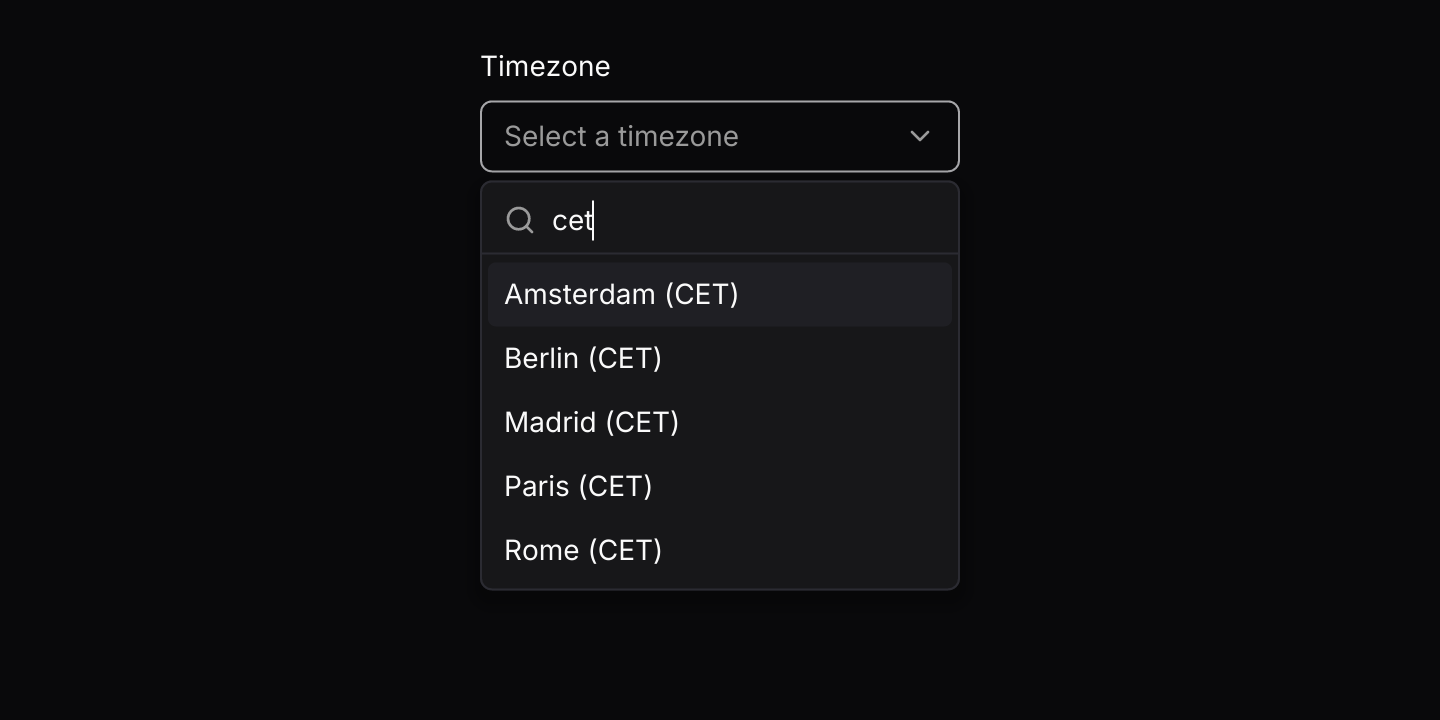 Timezone
Select a timezone
cet
Amsterdam (CET)
Berlin (CET)
Madrid (CET)
Paris (CET)
Rome (CET)